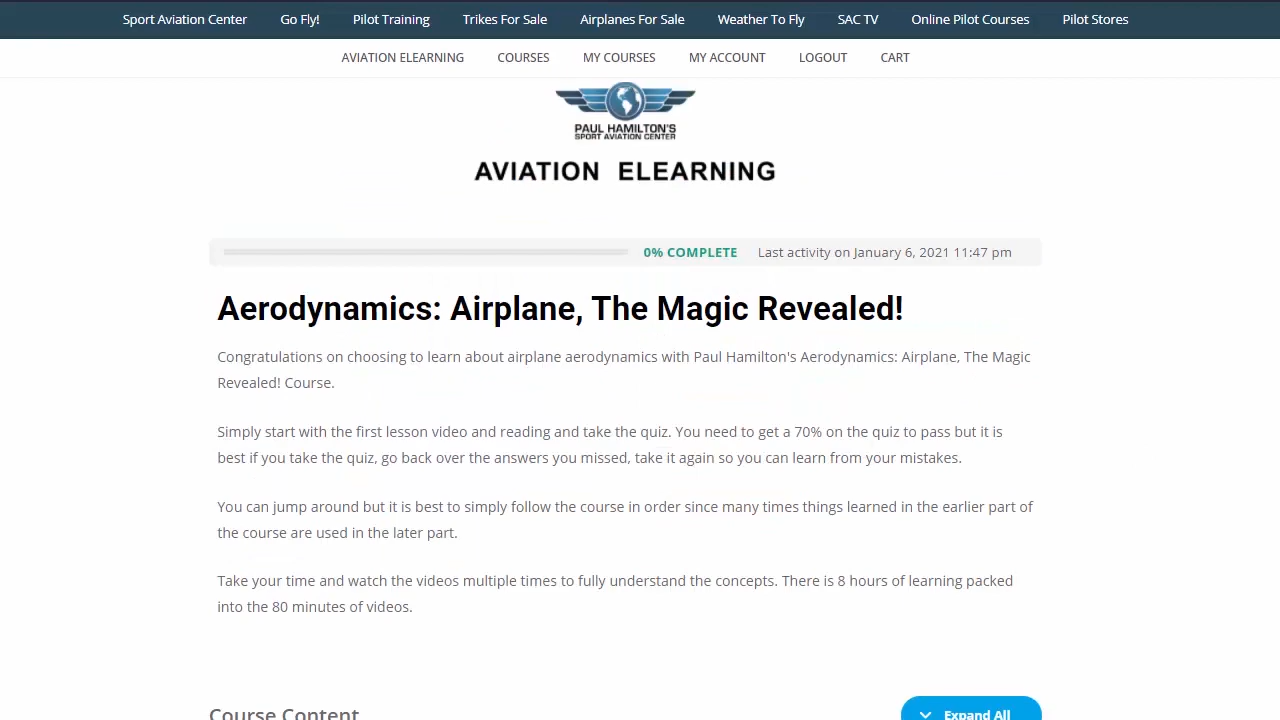 Sport Aviation Center Go Fly! Pilot Training Trikes For Sale Airplanes For Sale Weather To Fly SAC TV Online Pilot Courses Pilot Stores
AVIATION ELEARNING COURSES MY COURSES MY ACCOUNT LOGOUT CART
PAUL HAMILTON'S
SPORT AVIATION CENTER
AVIATION ELEARNING
0% COMPLETE Last activity on January 6, 2021 11:47 pm
Aerodynamics: Airplane, The Magic Revealed!
Congratulations on choosing to learn about airplane aerodynamics with Paul Hamilton's Aerodynamics: Airplane, The Magic
Revealed! Course.
Simply start with the first lesson video and reading and take the quiz. You need to get a 70% on the quiz to pass but it is
best if you take the quiz, go back over the answers you missed, take it again so you can learn from your mistakes.
You can jump around but it is best to simply follow the course in order since many times things learned in the earlier part of
the course are used in the later part.
Take your time and watch the videos multiple times to fully understand the concepts. There is 8 hours of learning packed
into the 80 minutes of videos.
Course Content Expand All